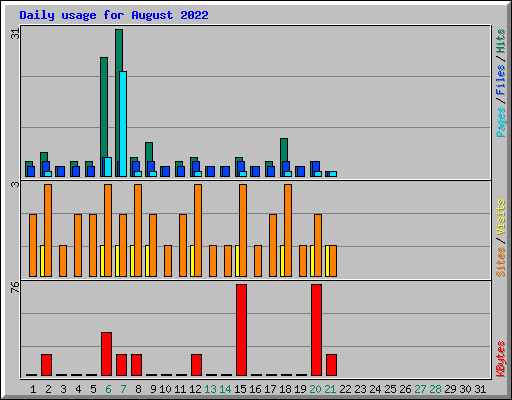 Daily usage for August 2022
31
Pages / Files / Hits
3
Sites / Visits
76
KBytes
1 2 3 4 5 6 7 8 9 10 11 12 13 14 15 16 17 18 19 20 21 22 23 24 25 26 27 28 29 30 31